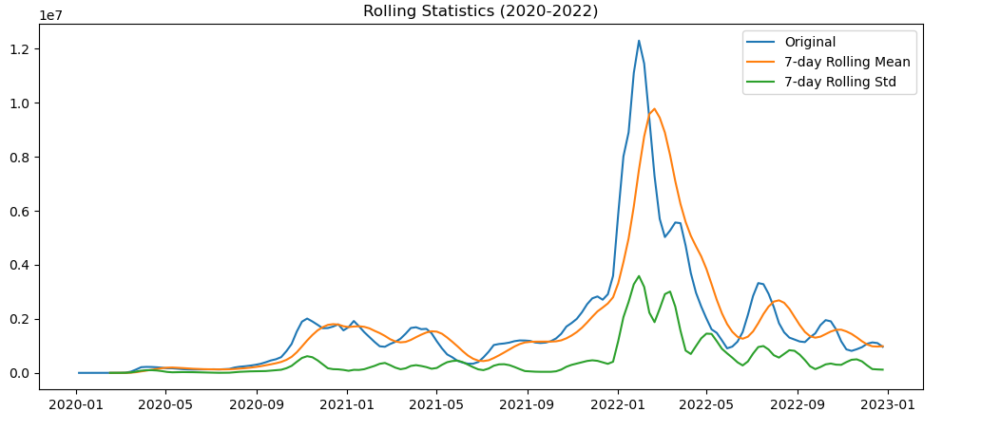 Rolling Statistics (2020-2022)
1e7
Original
7-day Rolling Mean
7-day Rolling Std
1.2
1.0
0.8
0.6
0.4
0.2
0.0
2020-01 2020-05 2020-09 2021-01 2021-05 2021-09 2022-01 2022-05 2022-09 2023-01